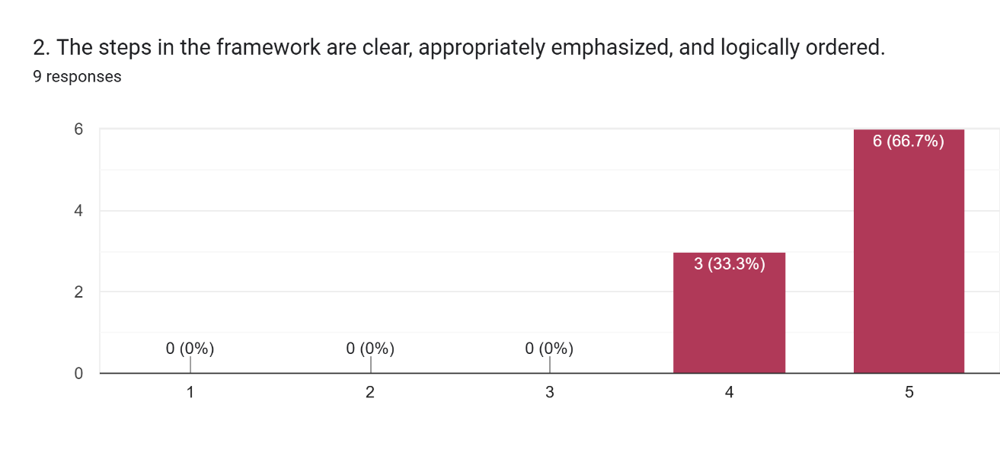 2. The steps in the framework are clear, appropriately emphasized, and logically ordered.
9 responses
6
6 (66.7%)
4
3 (33.3%)
2
0 (0%) 0 (0%) 0 (0%)
0
1 2 3 4 5